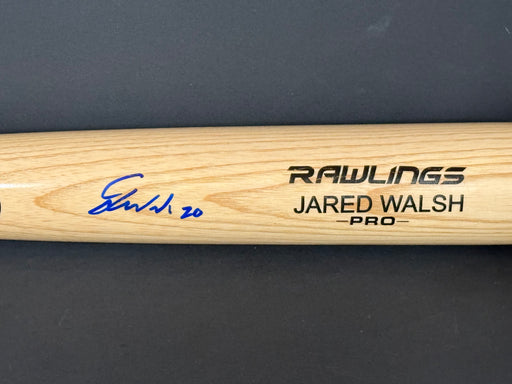 20
RAWLINGS
JARED WALSH
-PRO-